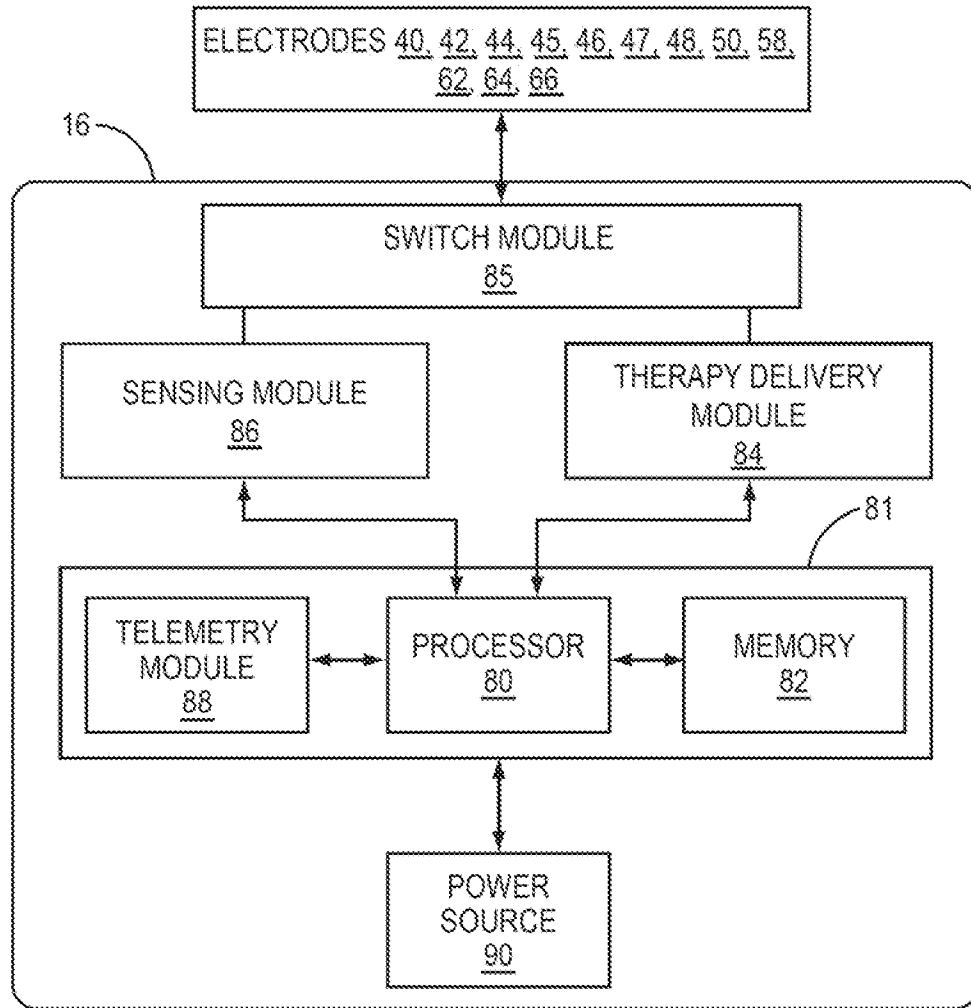 ELECTRODES 40, 42, 44, 45, 46, 47, 48, 50, 58,
62, 64, 66
16
SWITCH MODULE
85
SENSING MODULE
86
THERAPY DELIVERY
MODULE
84
81
TELEMETRY
MODULE
88
PROCESSOR
80
MEMORY
82
POWER
SOURCE
90